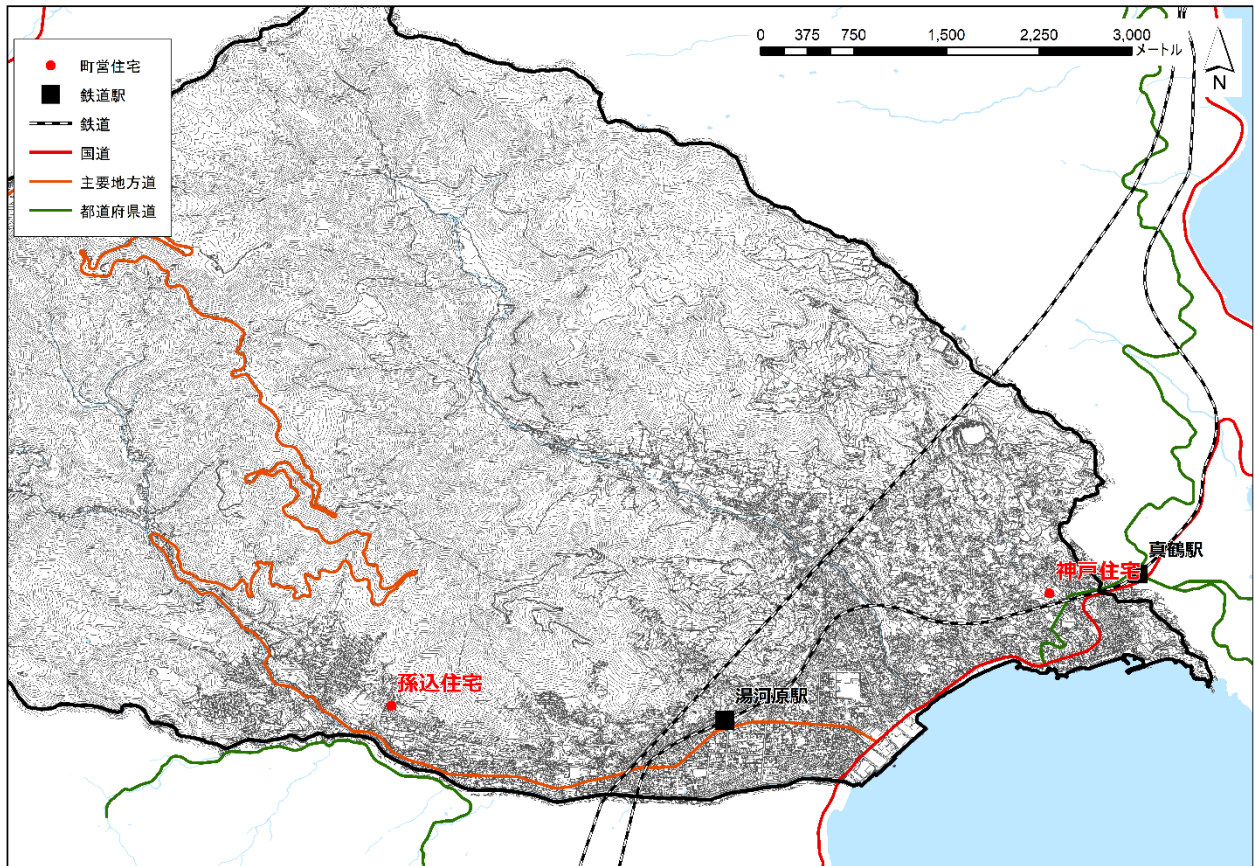 町営住宅
鉄道駅
鉄道
国道
主要地方道
都道府県道
0 375 750 1,500 2,250 3,000
メートル
N
真鶴駅
神戸住宅
孫込住宅
湯河原駅